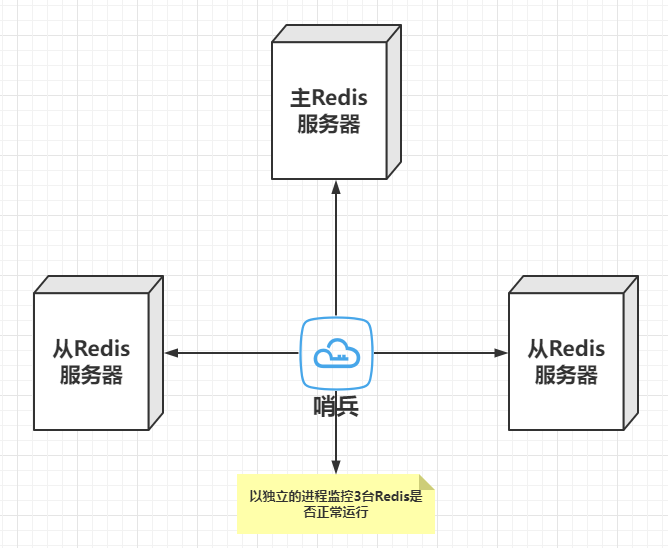 主Redis
服务器
从Redis
服务器
从Redis
服务器
哨兵
以独立的进程监控3台Redis是
否正常运行